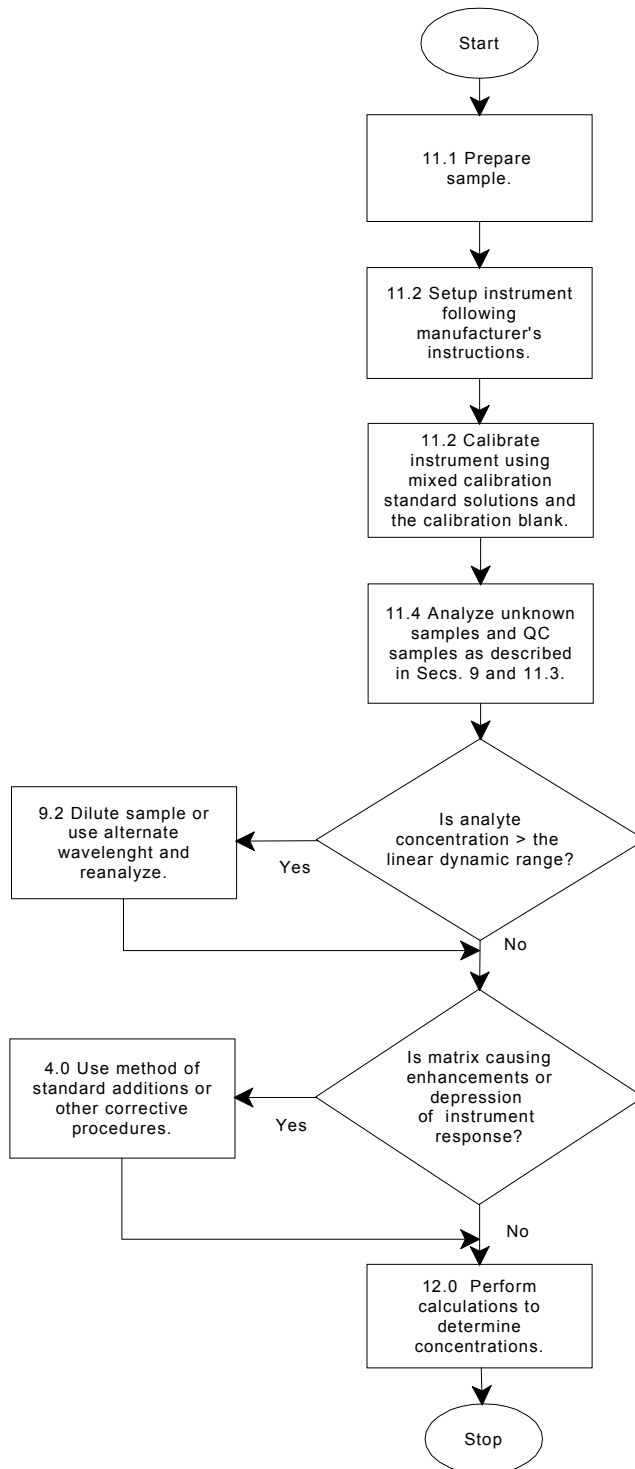 Start
11.1 Prepare
sample.
11.2 Setup instrument
following
manufacturer's
instructions.
11.2 Calibrate
instrument using
mixed calibration
standard solutions and
the calibration blank.
11.4 Analyze unknown
samples and QC
samples as described
in Secs. 9 and 11.3.
Is analyte
concentration > the
linear dynamic range?
Yes
9.2 Dilute sample or
use alternate
wavelenght and
reanalyze.
No
Is matrix causing
enhancements or
depression
of instrument
response?
Yes
4.0 Use method of
standard additions or
other corrective
procedures.
No
12.0 Perform
calculations to
determine
concentrations.
Stop